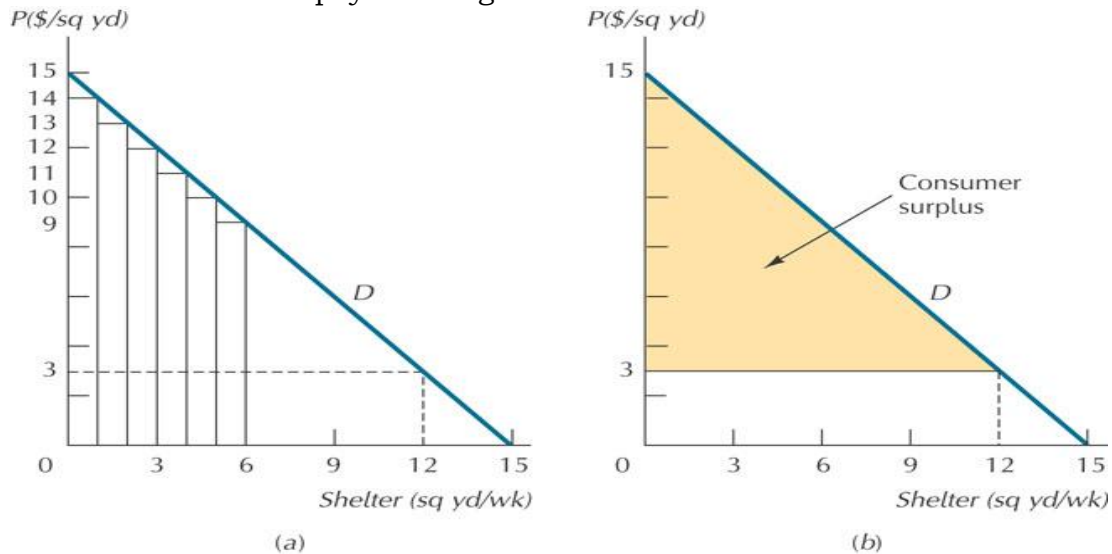 P($/sq yd)
15
14
13
12
11
10
9
3
D
0
3
6
9
12
15
Shelter (sq yd/wk)
(a)
P($/sq yd)
15
3
Consumer
surplus
D
0
3
6
9
12
15
Shelter (sq yd/wk)
(b)